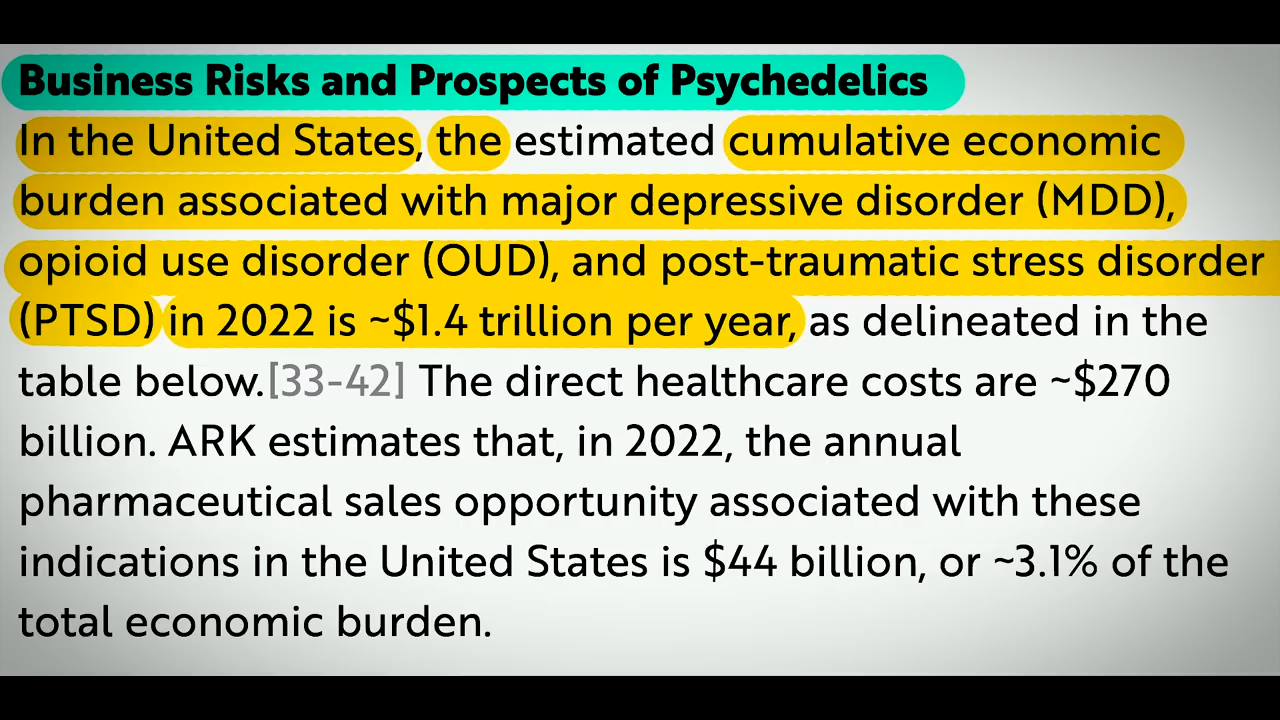 Business Risks and Prospects of Psychedelics
In the United States, the estimated cumulative economic
burden associated with major depressive disorder (MDD),
opioid use disorder (OUD), and post-traumatic stress disorder
(PTSD) in 2022 is ~$1.4 trillion per year, as delineated in the
table below.[33-42] The direct healthcare costs are ~$270
billion. ARK estimates that, in 2022, the annual
pharmaceutical sales opportunity associated with these
indications in the United States is $44 billion, or ~3.1% of the
total economic burden.